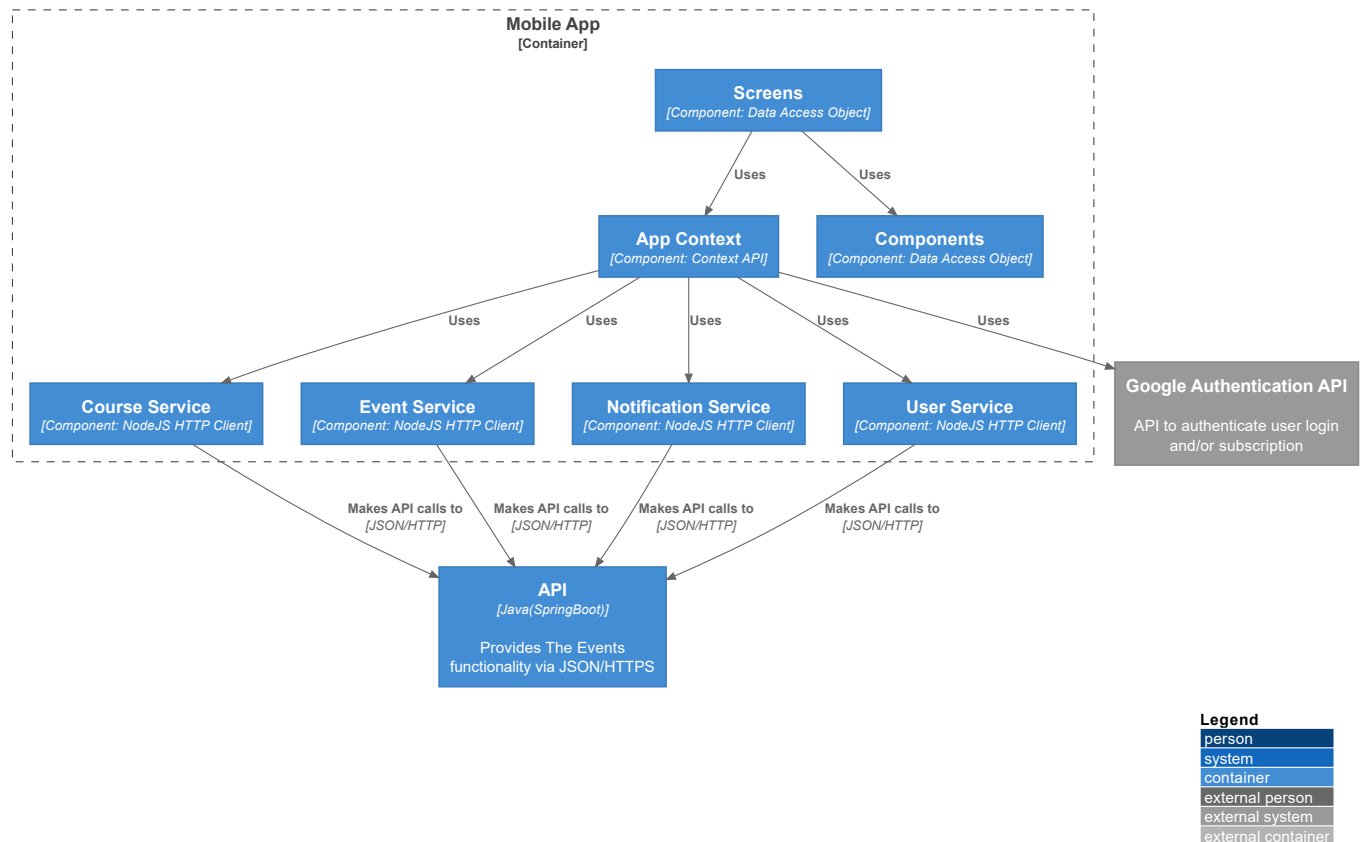 Mobile App
[Container]
Screens
[Component: Data Access Object]
Uses
Uses
App Context
[Component: Context API]
Components
[Component: Data Access Object]
Uses
Uses
Uses
Uses
Uses
Course Service
[Component: NodeJS HTTP Client]
Event Service
[Component: NodeJS HTTP Client]
Notification Service
[Component: NodeJS HTTP Client]
User Service
[Component: NodeJS HTTP Client]
Google Authentication API
API to authenticate user login
and/or subscription
Makes API calls to
[JSON/HTTP]
Makes API calls to
[JSON/HTTP]
Makes API calls to
[JSON/HTTP]
Makes API calls to
[JSON/HTTP]
API
[Java(SpringBoot)]
Provides The Events
functionality via JSON/HTTPS
Legend
person
system
container
external person
external system
external container